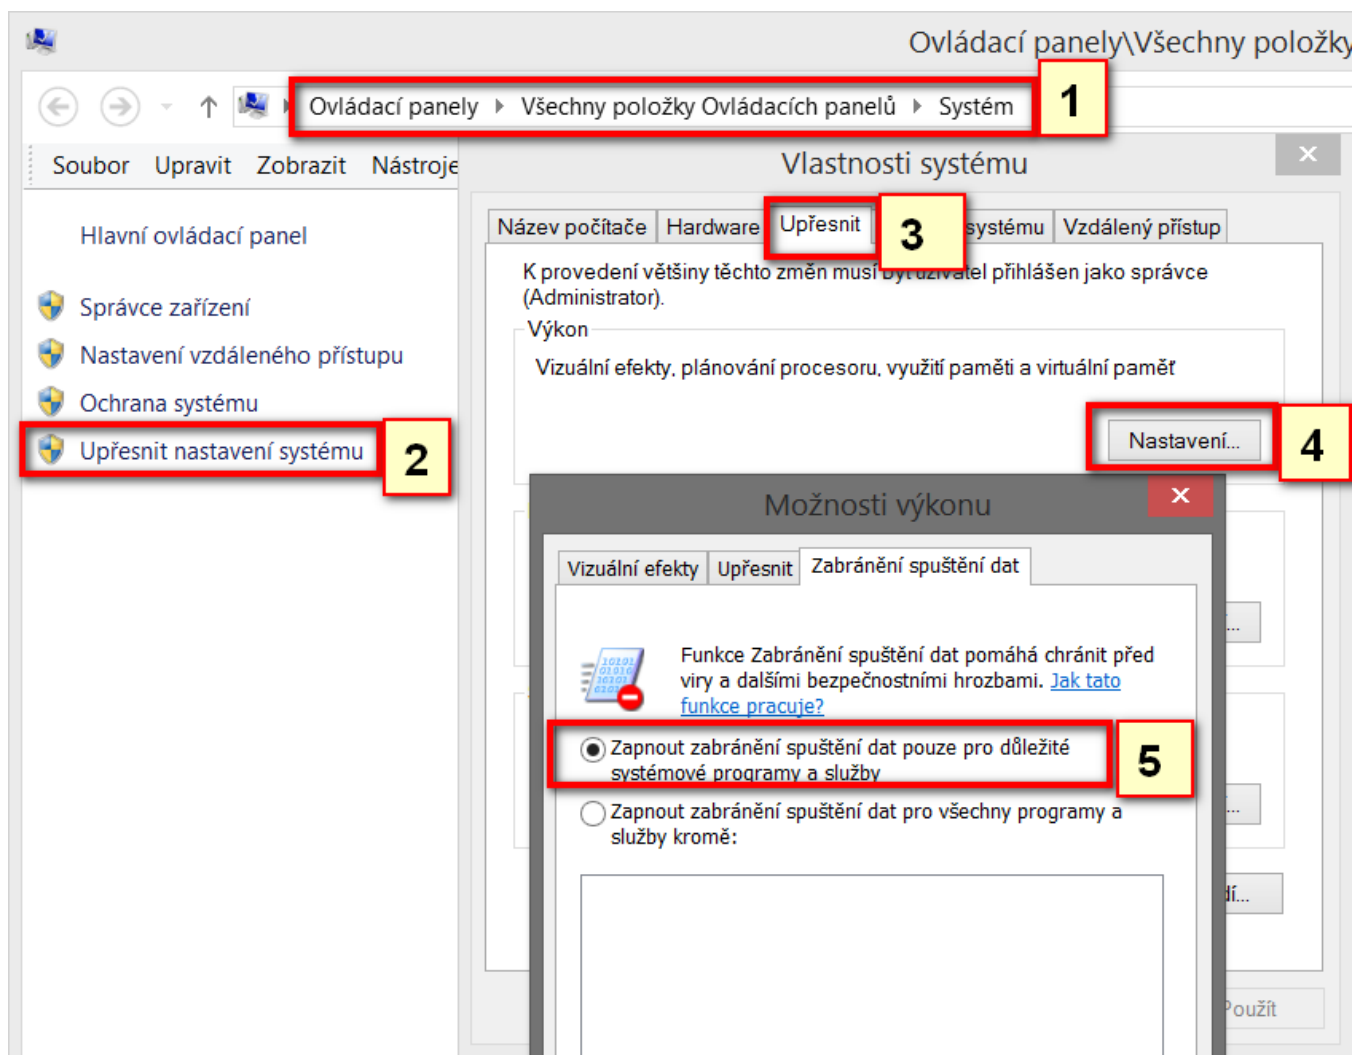 Ovládací panely\Všechny položky
Ovládací panely Všechny položky Ovládacích panelů Systém
1
Soubor Upravit Zobrazit Nástroje
Vlastnosti systému
Hlavní ovládací panel
Správce zařízení
Nastavení vzdáleného přístupu
Ochrana systému
Upřesnit nastavení systému
2
Název počítače Hardware Upřesnit systému Vzdálený přístup
3
K provedení většiny těchto změn musí být uživatel přihlášen jako správce
(Administrator).
Výkon
Vizuální efekty, plánování procesoru, využití paměti a virtuální paměť
Nastavení...
4
Možnosti výkonu
Vizuální efekty Upřesnit Zabránění spuštění dat
Funkce Zabránění spuštění dat pomáhá chránit před
viry a dalšími bezpečnostními hrozbami. Jak tato
funkce pracuje?
Zapnout zabránění spuštění dat pouze pro důležité
systémové programy a služby
5
Zapnout zabránění spuštění dat pro všechny programy a
služby kromě:
Použít